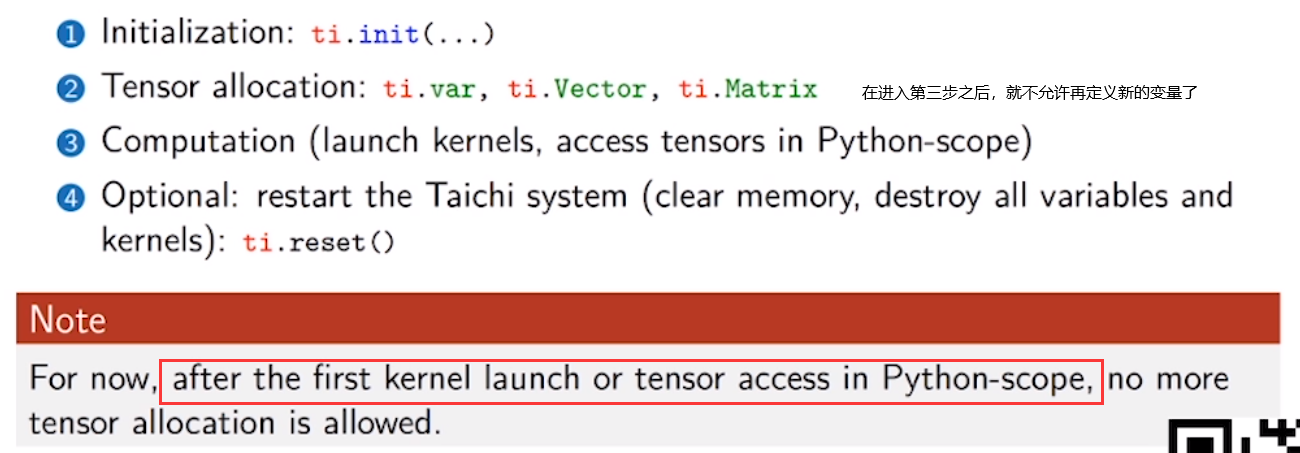 1 Initialization: ti.init(...)
2 Tensor allocation: ti.var, ti.Vector, ti.Matrix 在进入第三步之后，就不允许再定义新的变量了
3 Computation (launch kernels, access tensors in Python-scope)
4 Optional: restart the Taichi system (clear memory, destroy all variables and
kernels): ti.reset()
Note
For now, after the first kernel launch or tensor access in Python-scope, no more
tensor allocation is allowed.